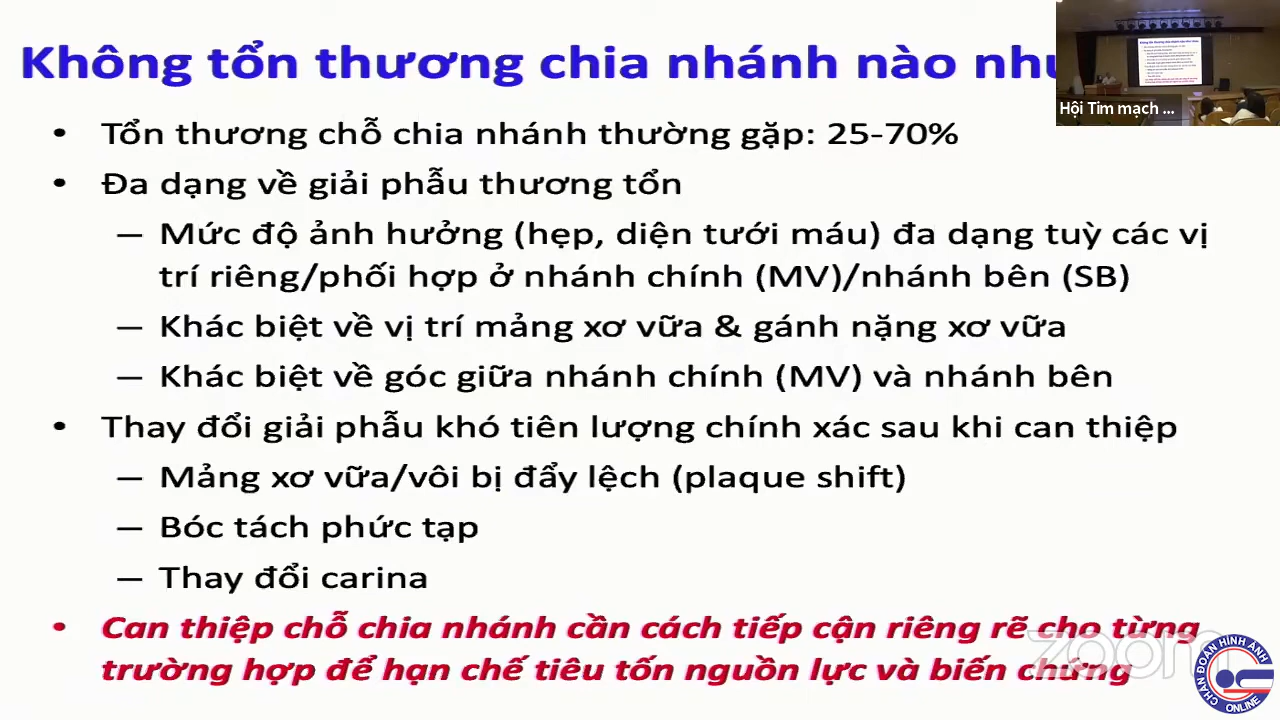 Không tổn thương chia nhánh nào
• Tổn thương chỗ chia nhánh thường gặp: 25-70%
• Đa dạng về giải phẫu thương tổn
— Mức độ ảnh hưởng (hẹp, diện tưới máu) đa dạng tuỳ các vị
trí riêng/phối hợp ở nhánh chính (MV)/nhánh bên (SB)
— Khác biệt về vị trí mảng xơ vữa & gánh nặng xơ vữa
— Khác biệt về góc giữa nhánh chính (MV) và nhánh bên
• Thay đổi giải phẫu khó tiên lượng chính xác sau khi can thiệp
— Mảng xơ vữa/vôi bị đẩy lệch (plaque shift)
— Bóc tách phức tạp
— Thay đổi carina
• Can thiệp chỗ chia nhánh cần cách tiếp cận riêng rẽ cho từng
trường hợp để hạn chế tiêu tốn nguồn lực và biến chứng
Hội Tim mạch ...
zoom
CHẨN ĐOÁN HÌNH ẢNH
ONLINE